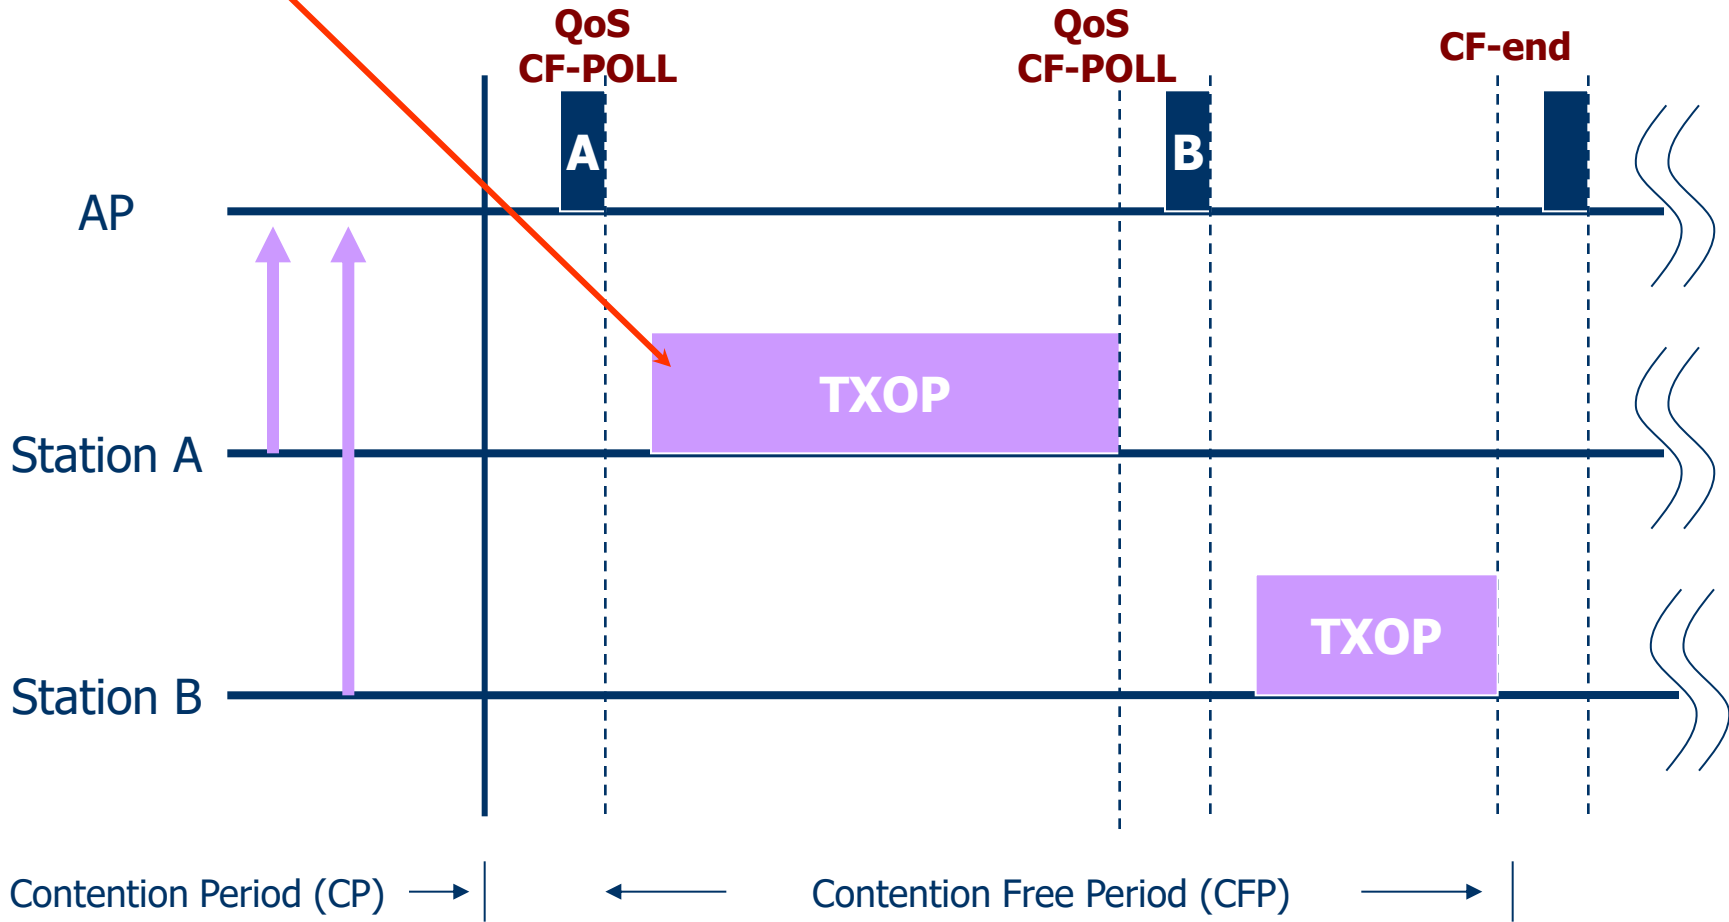 QoS
CF-POLL
QoS
CF-POLL
CF-end
A
B
AP
TXOP
Station A
TXOP
Station B
Contention Period (CP)
Contention Free Period (CFP)